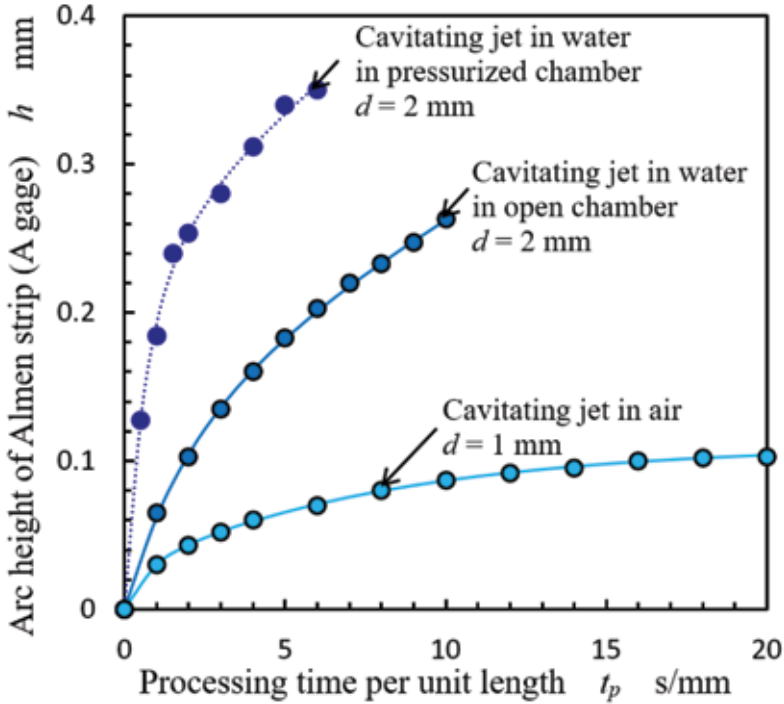 Arc height of Almen strip (A gage) h mm
0.4
0.3
0.2
0.1
0
Cavitating jet in water
in pressurized chamber
d = 2 mm
Cavitating jet in water
in open chamber
d = 2 mm
Cavitating jet in air
d = 1 mm
0 5 10 15 20
Processing time per unit length tp s/mm